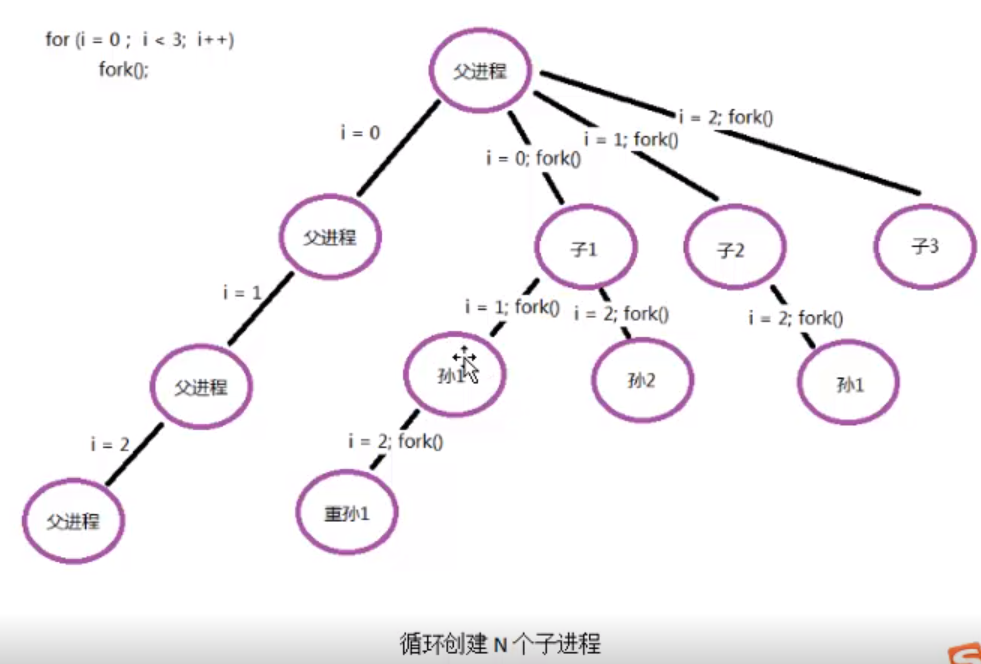 for (i = 0 ; i < 3; i++)
fork();
父进程
i = 2; fork()
i = 0
i = 1; fork()
i = 0; fork()
父进程
子1
子2
子3
i = 1
i = 1; fork()
i = 2; fork()
i = 2; fork()
父进程
孙1
孙2
孙1
i = 2
i = 2; fork()
父进程
重孙1
循环创建 N 个子进程